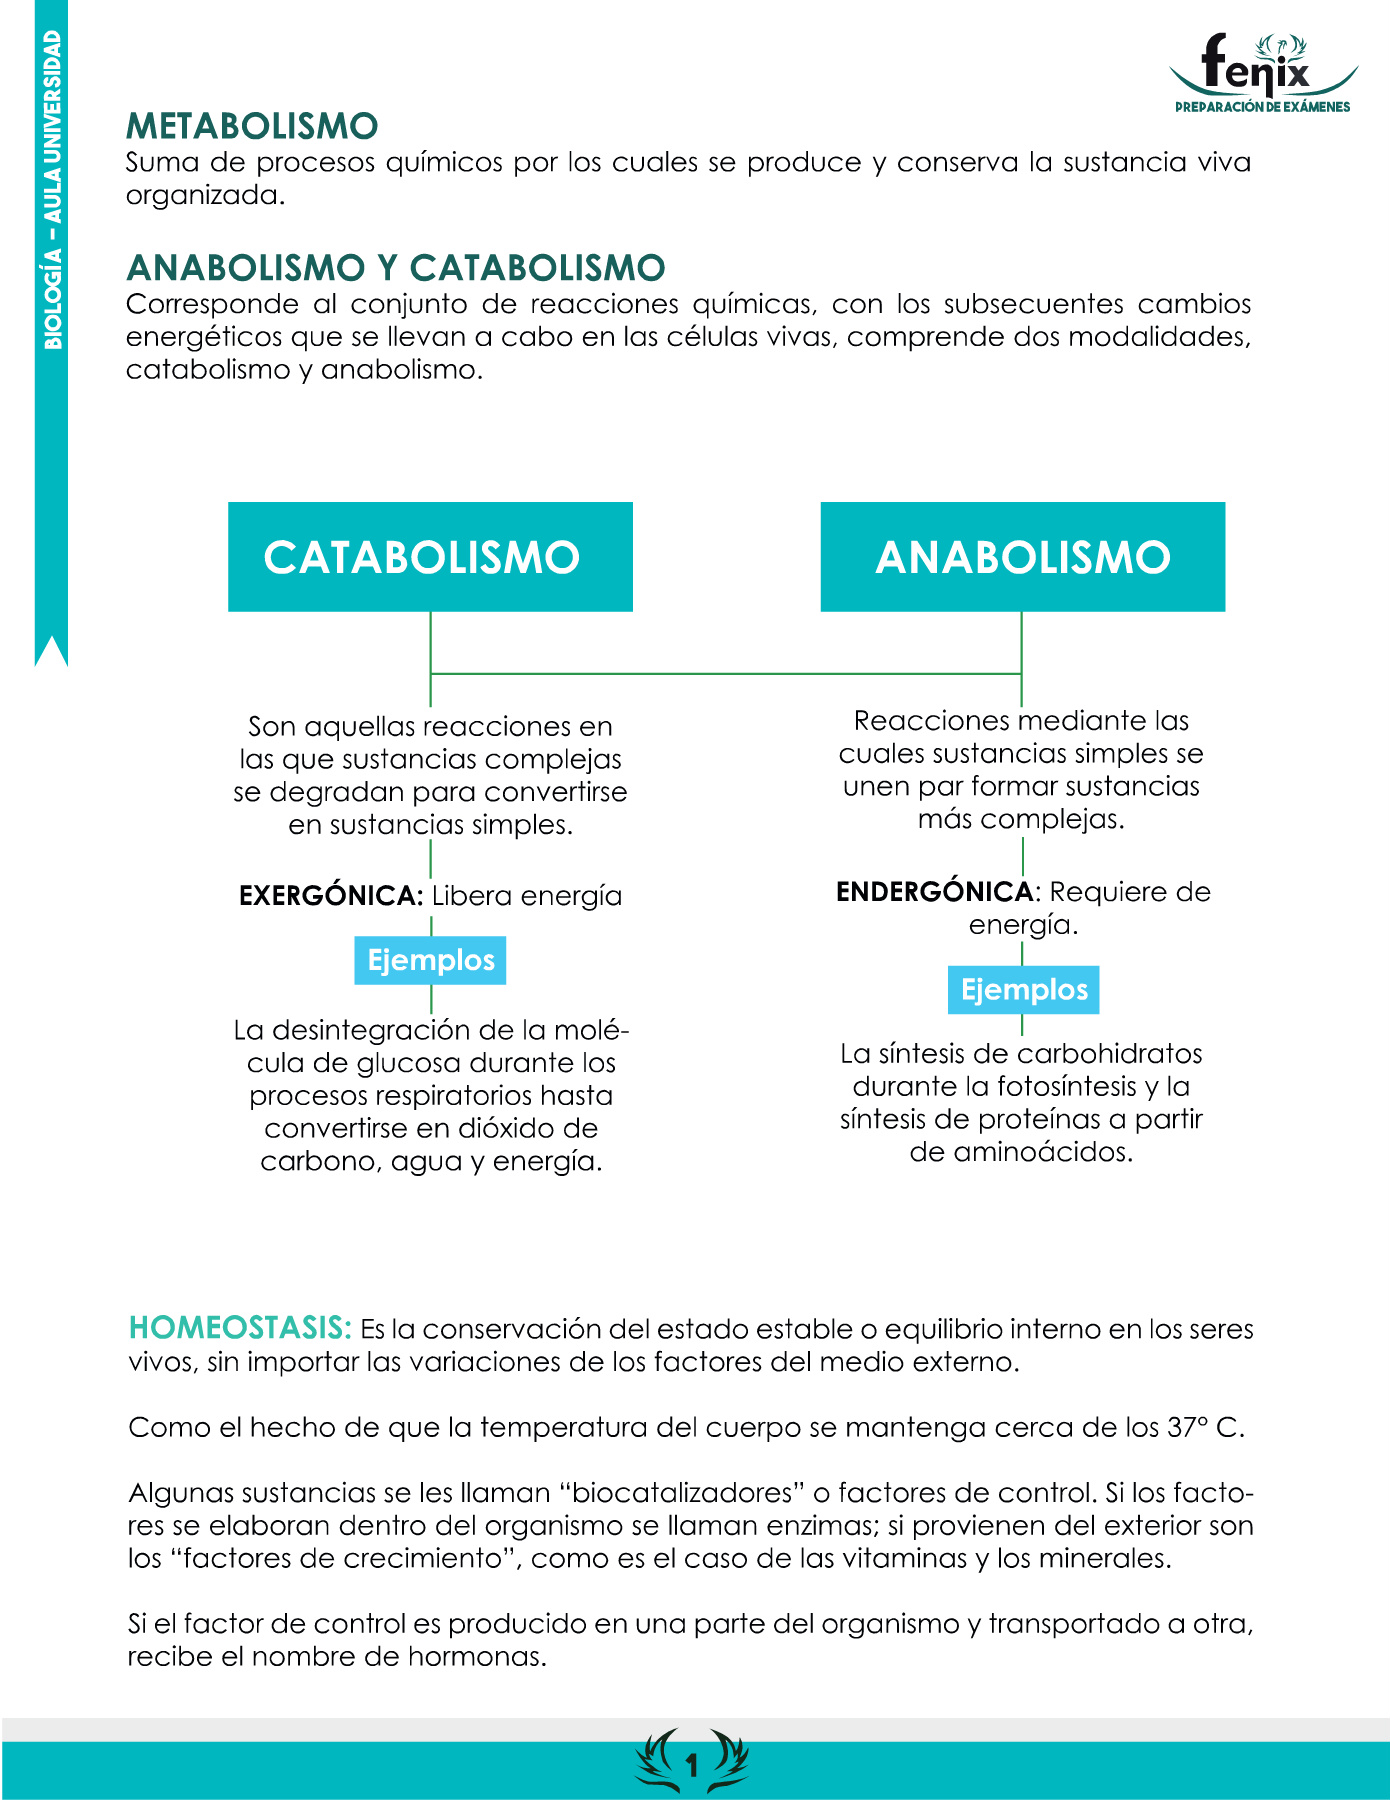 BIOLOGÍA - AULA UNIVERSIDAD
fenix
PREPARACIÓN DE EXÁMENES
METABOLISMO
Suma de procesos químicos por los cuales se produce y conserva la sustancia viva
organizada.
ANABOLISMO Y CATABOLISMO
Corresponde al conjunto de reacciones químicas, con los subsecuentes cambios
energéticos que se llevan a cabo en las células vivas, comprende dos modalidades,
catabolismo y anabolismo.
CATABOLISMO
Son aquellas reacciones en
las que sustancias complejas
se degradan para convertirse
en sustancias simples.
EXERGÓNICA: Libera energía
Ejemplos
La desintegración de la molé-
cula de glucosa durante los
procesos respiratorios hasta
convertirse en dióxido de
carbono, agua y energía.
ANABOLISMO
Reacciones mediante las
cuales sustancias simples se
unen par formar sustancias
más complejas.
ENDERGÓNICA: Requiere de
energía.
Ejemplos
La síntesis de carbohidratos
durante la fotosíntesis y la
síntesis de proteínas a partir
de aminoácidos.
HOMEOSTASIS: Es la conservación del estado estable o equilibrio interno en los seres
vivos, sin importar las variaciones de los factores del medio externo.
Como el hecho de que la temperatura del cuerpo se mantenga cerca de los 37° C.
Algunas sustancias se les llaman “biocatalizadores” o factores de control. Si los facto-
res se elaboran dentro del organismo se llaman enzimas; si provienen del exterior son
los “factores de crecimiento”, como es el caso de las vitaminas y los minerales.
Si el factor de control es producido en una parte del organismo y transportado a otra,
recibe el nombre de hormonas.
1